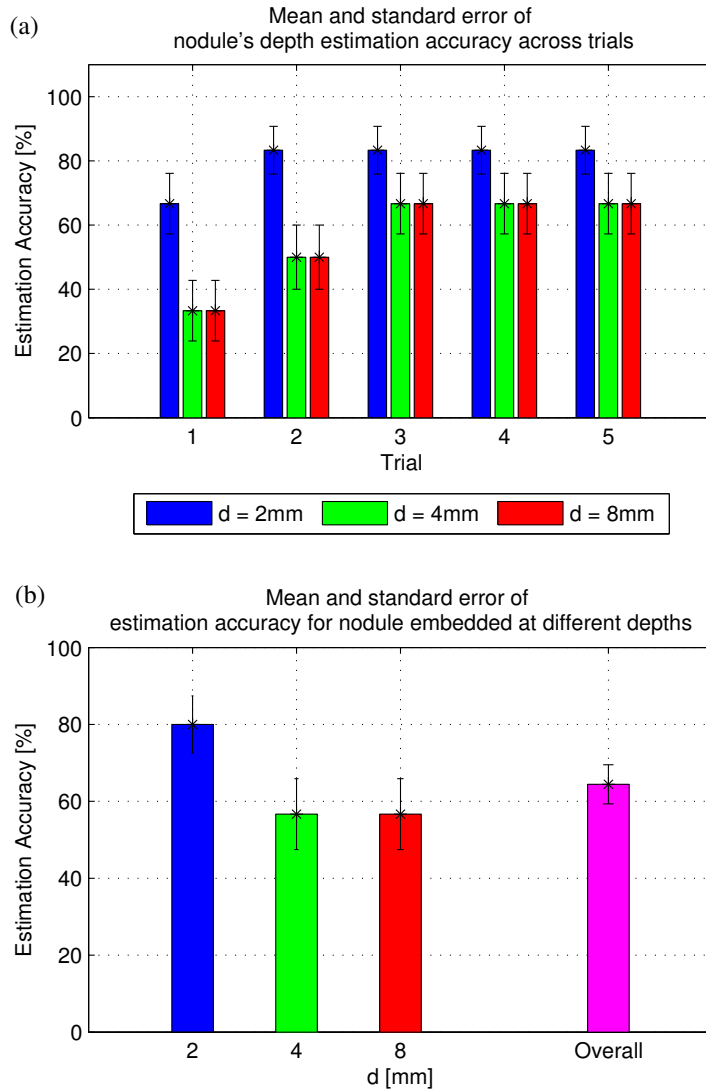 (a)
Mean and standard error of
nodule's depth estimation accuracy across trials
Estimation Accuracy [%]
100
80
60
40
20
0
1 2 3 4 5
Trial
d = 2mm d = 4mm d = 8mm
(b)
Mean and standard error of
estimation accuracy for nodule embedded at different depths
Estimation Accuracy [%]
100
80
60
40
20
0
2 4 8 Overall
d [mm]